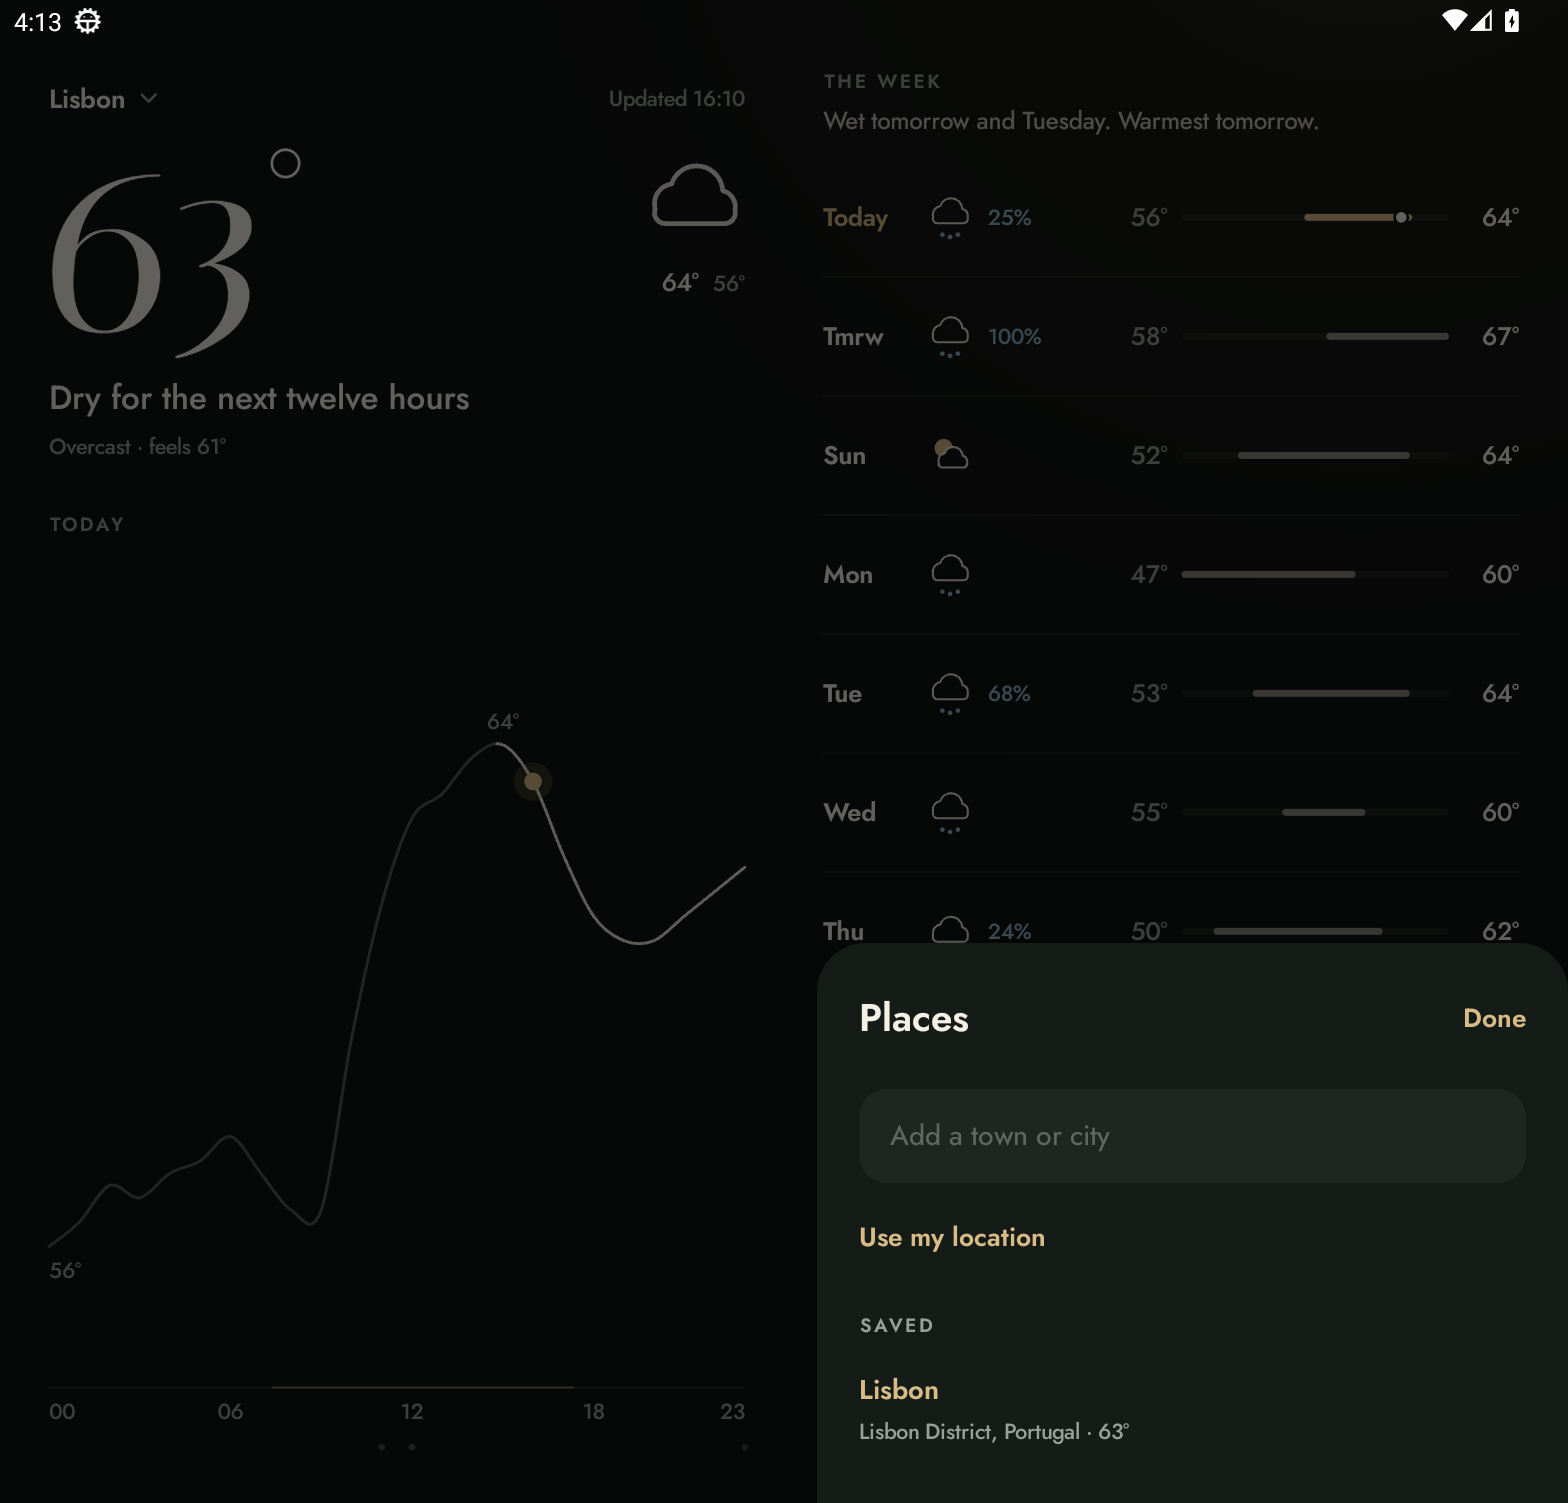 4:13
Lisbon
Updated 16:10
63°
64° 56°
Dry for the next twelve hours
Overcast · feels 61°
TODAY
64°
56°
00 06 12 18 23
THE WEEK
Wet tomorrow and Tuesday. Warmest tomorrow.
Today 25% 56° 64°
Tmrw 100% 58° 67°
Sun 52° 64°
Mon 47° 60°
Tue 68% 53° 64°
Wed 55° 60°
Thu 24% 50° 62°
Places
Done
Add a town or city
Use my location
SAVED
Lisbon
Lisbon District, Portugal · 63°